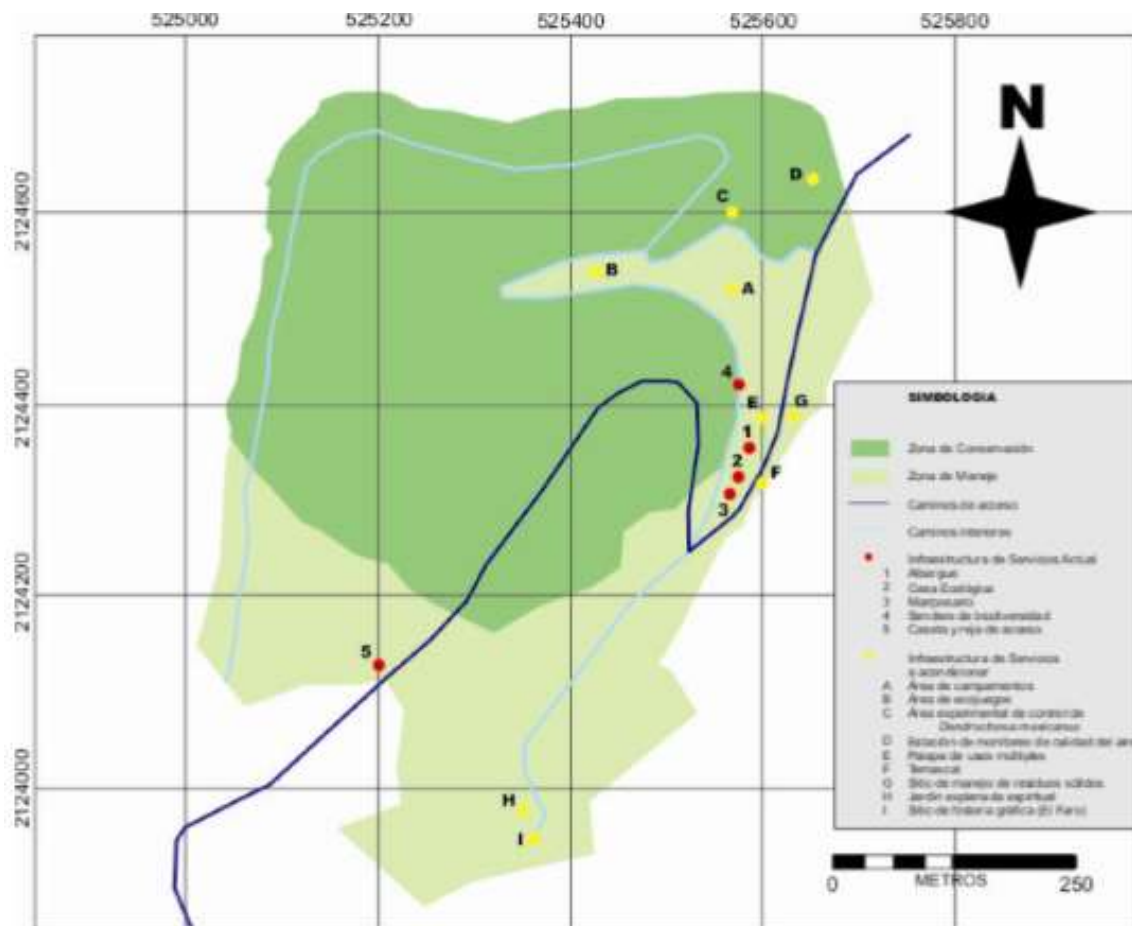 525000 525200 525400 525600 525800
N
2124600
2124400
2124200
2124000
D
C
B
A
4
E
G
1
2
F
3
5
H
I
SIMBOLOGIA
Zona de Conservación
Zona de Manejo
Caminos de acceso
Caminos interiores
Infraestructura de Servicios Actual
1 Albergue
2 Casa Ecológica
3 Mariposario
4 Sendero de biodiversidad
5 Caseta y reja de acceso
Infraestructura de Servicios
a acondicionar
A Área de campamentos
B Área de ecojuegos
C Área experimental de control de
Dendroctonus mexicanus
D Estación de monitoreo de calidad del aire
E Palapa de usos múltiples
F Temascal
G Sitio de manejo de residuos sólidos
H Jardín explanada espiritual
I Sitio de historia gráfica (El Faro)
0 METROS 250